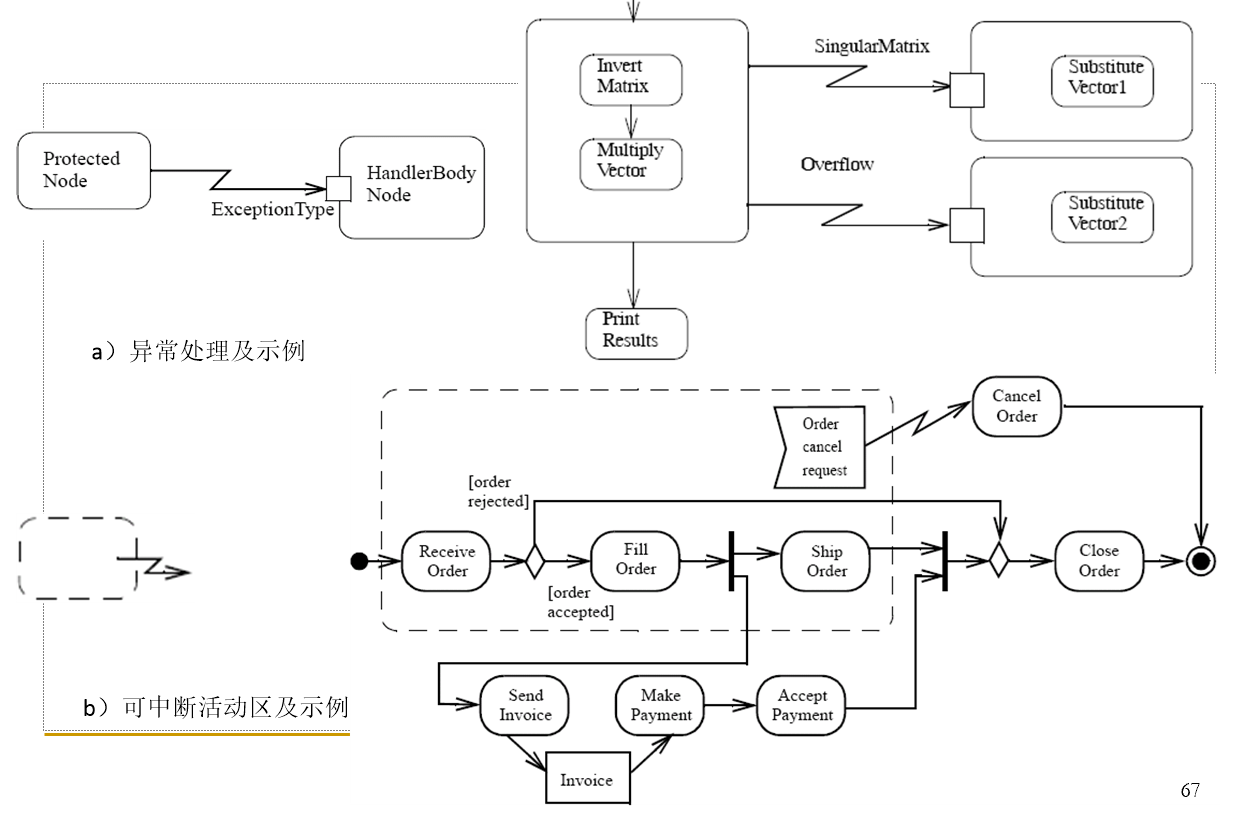 SingularMatrix
Invert
Matrix
Substitute
Vector1
Protected
Node
HandlerBody
Node
ExceptionType
Multiply
Vector
Overflow
Substitute
Vector2
Print
Results
a）异常处理及示例
Cancel
Order
Order
cancel
request
[order
rejected]
Receive
Order
Fill
Order
Ship
Order
Close
Order
[order
accepted]
b）可中断活动区及示例
Send
Invoice
Make
Payment
Accept
Payment
Invoice
67